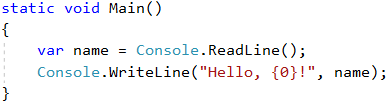 static void Main()
{
    var name = Console.ReadLine();
    Console.WriteLine("Hello, {0}!", name);
}